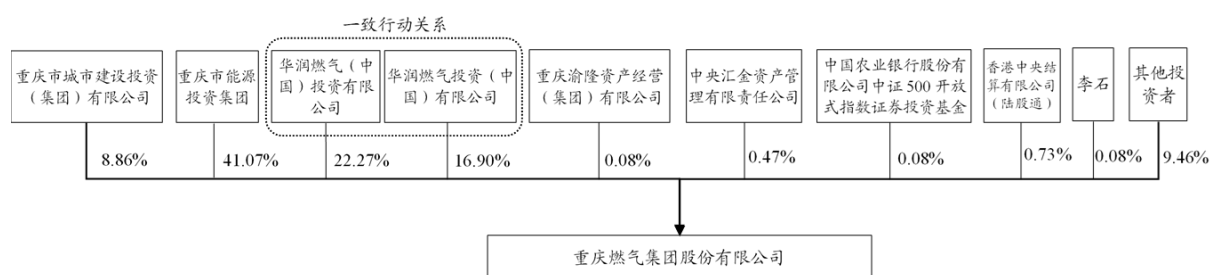 一致行动关系
重庆市城市建设投资
（集团）有限公司
重庆市能源
投资集团
华润燃气（中
国）投资有限
公司
华润燃气投资（中
国）有限公司
重庆渝隆资产经营
（集团）有限公司
中央汇金资产管
理有限责任公司
中国农业银行股份有
限公司中证500开放
式指数证券投资基金
香港中央结
算有限公司
（陆股通）
李石
其他投
资者
8.86%
41.07%
22.27%
16.90%
0.08%
0.47%
0.08%
0.73%
0.08%
9.46%
重庆燃气集团股份有限公司